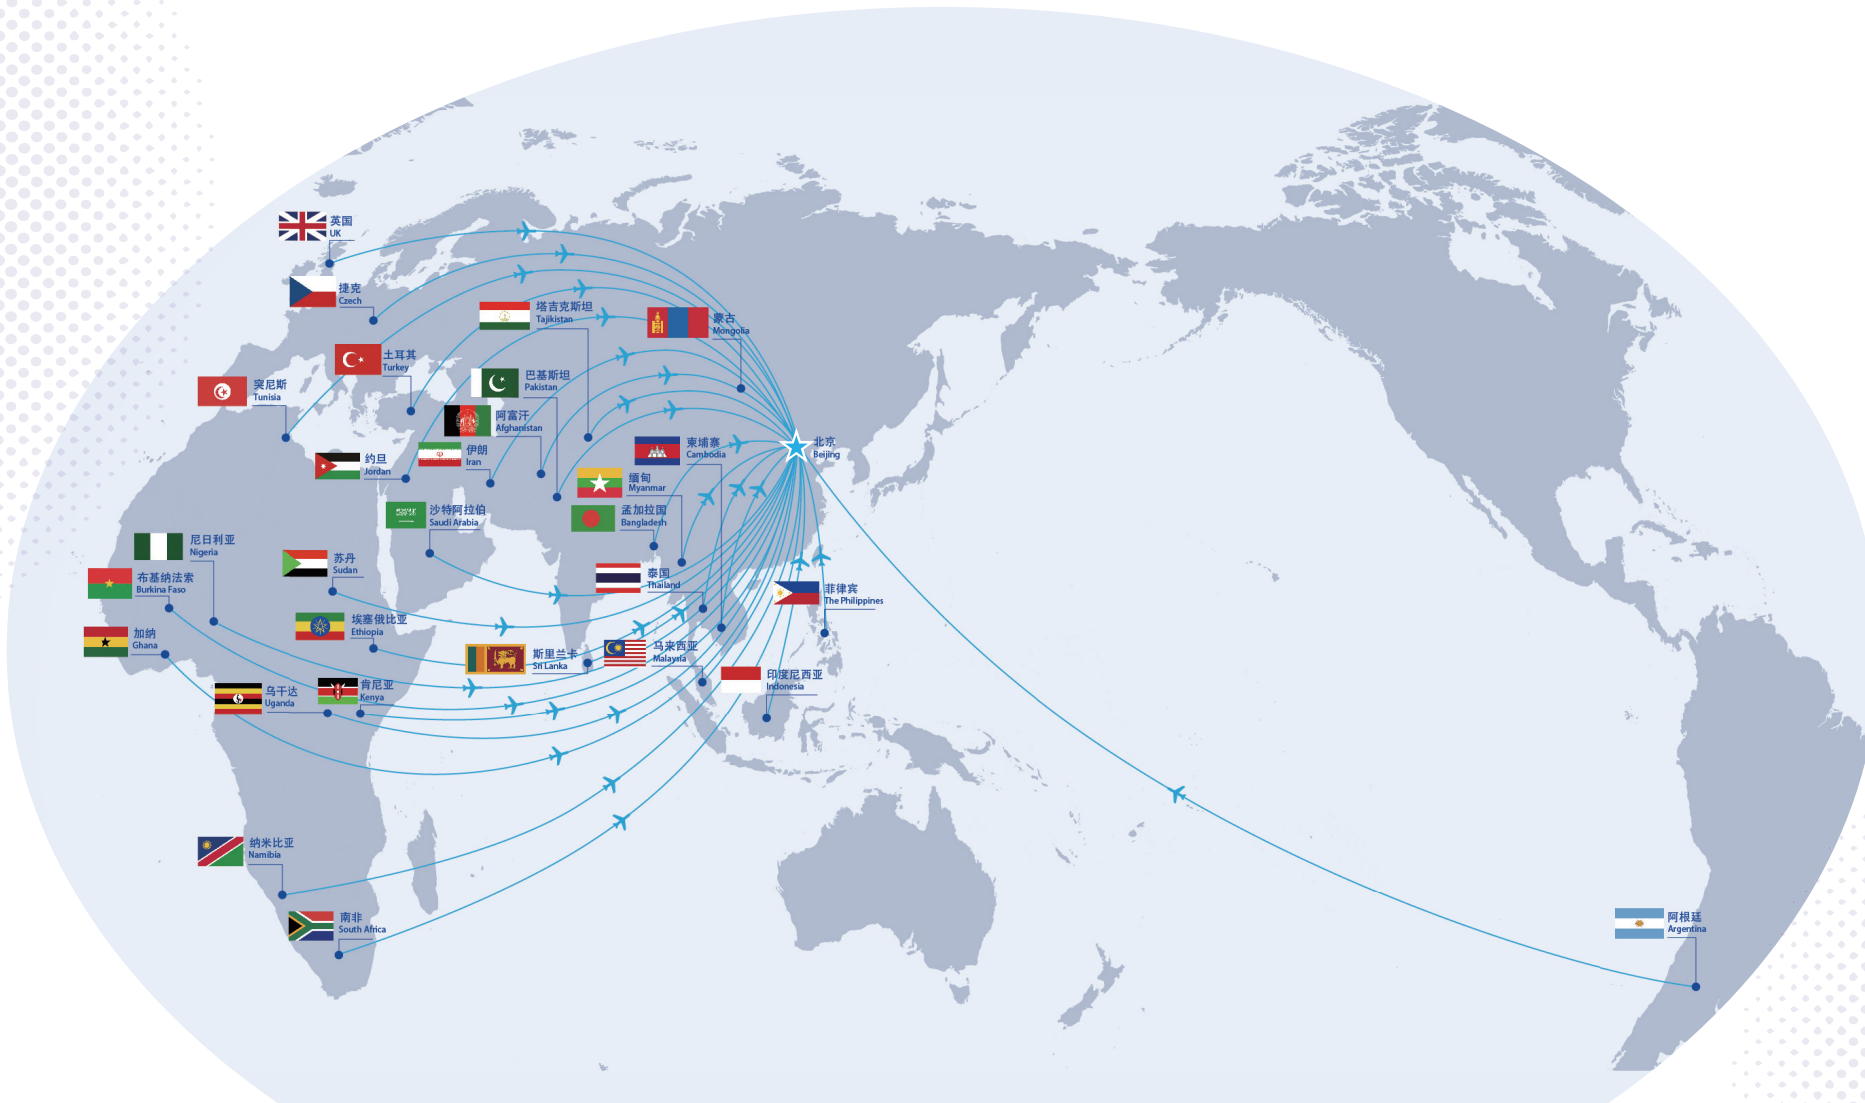 英国
UK
捷克
Czech
塔吉克斯坦
Tajikistan
蒙古
Mongolia
土耳其
Turkey
突尼斯
Tunisia
巴基斯坦
Pakistan
阿富汗
Afghanistan
伊朗
Iran
约旦
Jordan
柬埔寨
Cambodia
北京
Beijing
缅甸
Myanmar
沙特阿拉伯
Saudi Arabia
孟加拉国
Bangladesh
尼日利亚
Nigeria
苏丹
Sudan
布基纳法索
Burkina Faso
泰国
Thailand
菲律宾
The Philippines
埃塞俄比亚
Ethiopia
加纳
Ghana
斯里兰卡
Sri Lanka
马来西亚
Malaysia
印度尼西亚
Indonesia
乌干达
Uganda
肯尼亚
Kenya
纳米比亚
Namibia
南非
South Africa
阿根廷
Argentina